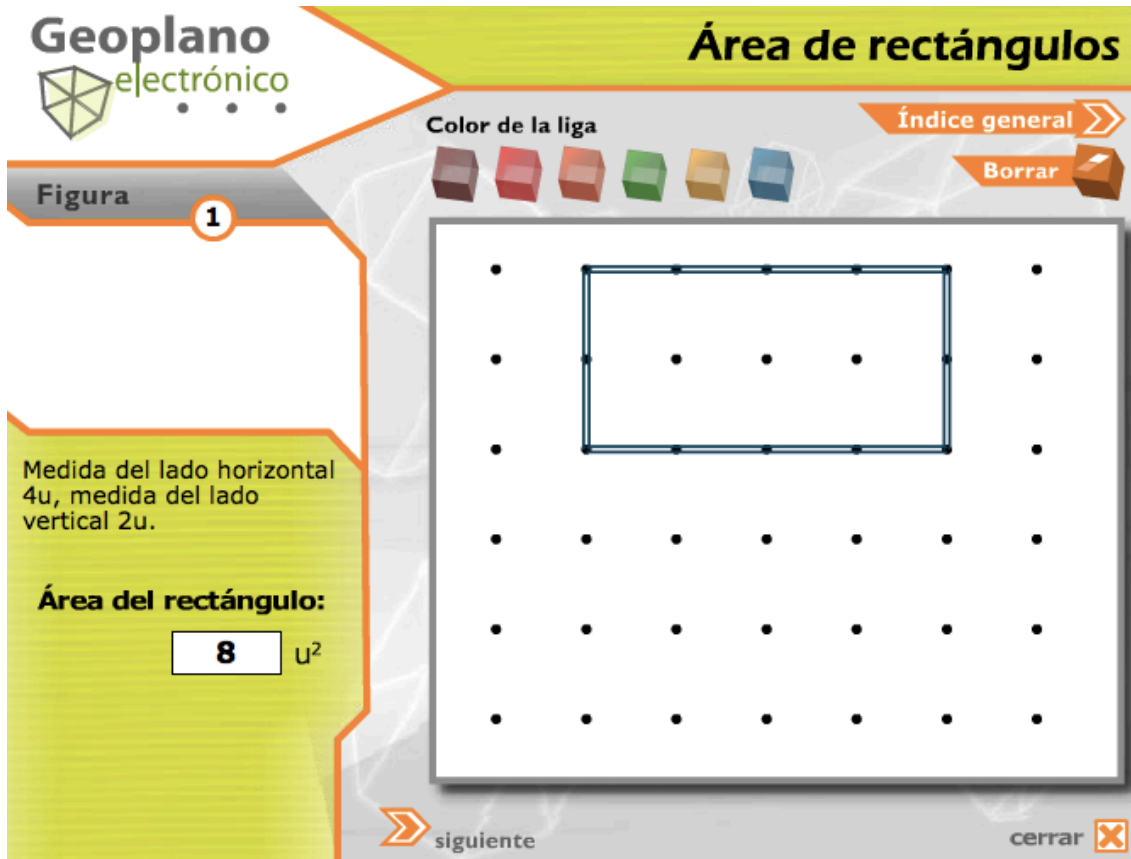 Geoplano
electrónico
Área de rectángulos
Color de la liga
Índice general
Borrar
Figura
1
Medida del lado horizontal
4u, medida del lado
vertical 2u.
Área del rectángulo:
8 u²
siguiente
cerrar